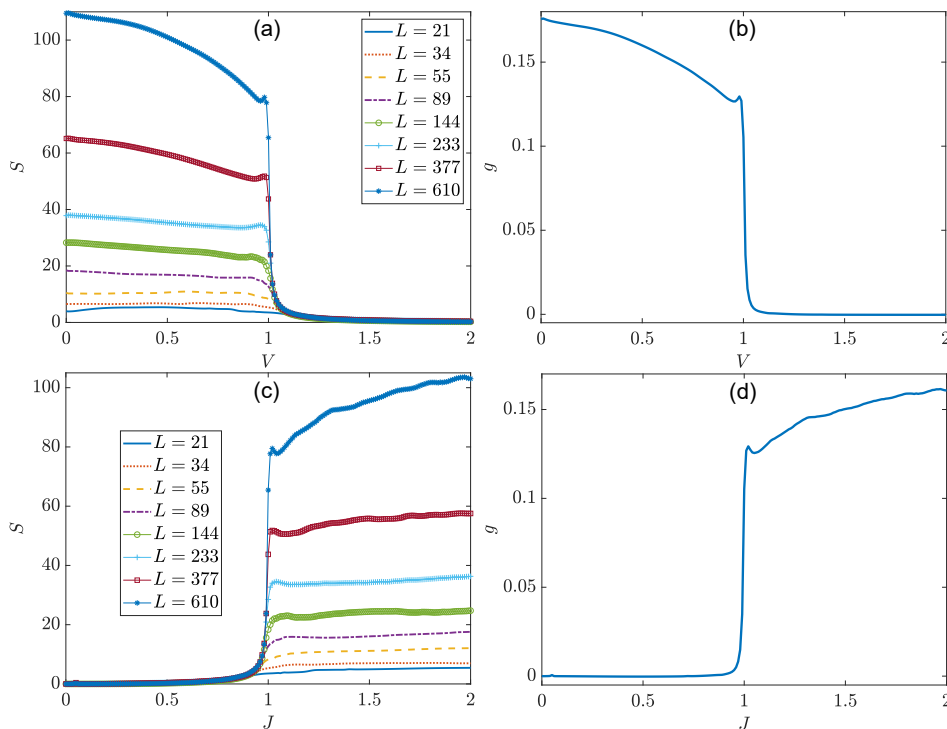 (a)
100
80
60
40
20
0
S
0 0.5 1 1.5 2
V
L = 21
L = 34
L = 55
L = 89
L = 144
L = 233
L = 377
L = 610
(b)
0.15
0.1
0.05
0
g
0 0.5 1 1.5 2
V
(c)
100
80
60
40
20
0
S
0 0.5 1 1.5 2
J
L = 21
L = 34
L = 55
L = 89
L = 144
L = 233
L = 377
L = 610
(d)
0.15
0.1
0.05
0
g
0 0.5 1 1.5 2
J